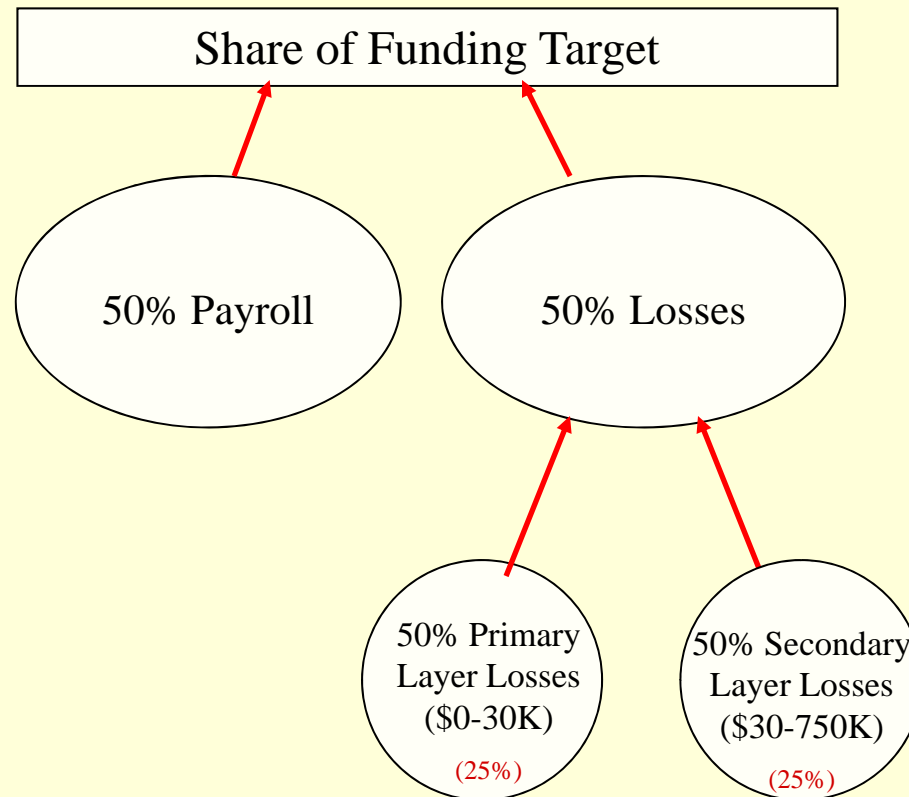 Share of Funding Target
50% Payroll
50% Losses
50% Primary
Layer Losses
($0-30K)
(25%)
50% Secondary
Layer Losses
($30-750K)
(25%)